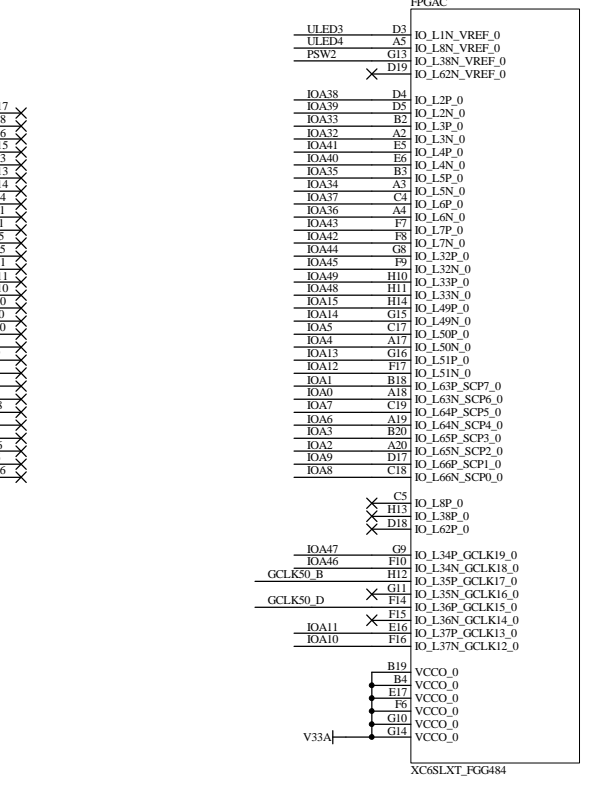 FPGAC
ULED3 D3 IO_L1N_VREF_0
ULED4 A5 IO_L8N_VREF_0
PSW2 G13 IO_L38N_VREF_0
D19 IO_L62N_VREF_0
IOA38 D4 IO_L2P_0
IOA39 D5 IO_L2N_0
IOA33 B2 IO_L3P_0
IOA32 A2 IO_L3N_0
IOA41 E5 IO_L4P_0
IOA40 E6 IO_L4N_0
IOA35 B3 IO_L5P_0
IOA34 A3 IO_L5N_0
IOA37 C4 IO_L6P_0
IOA36 A4 IO_L6N_0
IOA43 F7 IO_L7P_0
IOA42 F8 IO_L7N_0
IOA44 G8 IO_L32P_0
IOA45 F9 IO_L32N_0
IOA49 H10 IO_L33P_0
IOA48 H11 IO_L33N_0
IOA15 H14 IO_L49P_0
IOA14 G15 IO_L49N_0
IOA5 C17 IO_L50P_0
IOA4 A17 IO_L50N_0
IOA13 G16 IO_L51P_0
IOA12 F17 IO_L51N_0
IOA1 B18 IO_L63P_SCP7_0
IOA0 A18 IO_L63N_SCP6_0
IOA7 C19 IO_L64P_SCP5_0
IOA6 A19 IO_L64N_SCP4_0
IOA3 B20 IO_L65P_SCP3_0
IOA2 A20 IO_L65N_SCP2_0
IOA9 D17 IO_L66P_SCP1_0
IOA8 C18 IO_L66N_SCP0_0
C5 IO_L8P_0
H13 IO_L38P_0
D18 IO_L62P_0
IOA47 G9 IO_L34P_GCLK19_0
IOA46 F10 IO_L34N_GCLK18_0
GCLK50_B H12 IO_L35P_GCLK17_0
G11 IO_L35N_GCLK16_0
GCLK50_D F14 IO_L36P_GCLK15_0
F15 IO_L36N_GCLK14_0
IOA11 E16 IO_L37P_GCLK13_0
IOA10 F16 IO_L37N_GCLK12_0
B19 VCCO_0
B4 VCCO_0
E17 VCCO_0
F6 VCCO_0
G10 VCCO_0
V33A G14 VCCO_0
XC6SLXT_FGG484